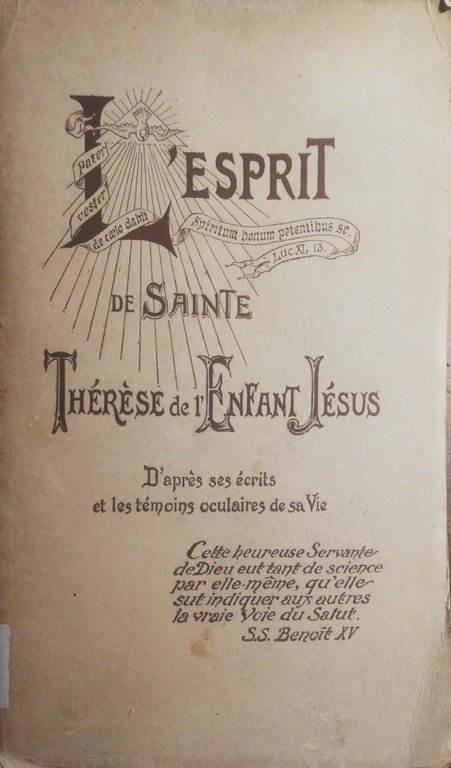 L'ESPRIT
Pater
vester
de cœlo dabit
Spiritum bonum petentibus se.
Luc. XI, 13.
DE SAINTE
THÉRÈSE de l'ENFANT JÉSUS
D'après ses écrits
et les témoins oculaires de sa Vie
Cette heureuse Servante
de Dieu eut tant de science
par elle-même, qu'elle
sut indiquer aux autres
la vraie Voie du Salut.
S.S. Benoît XV